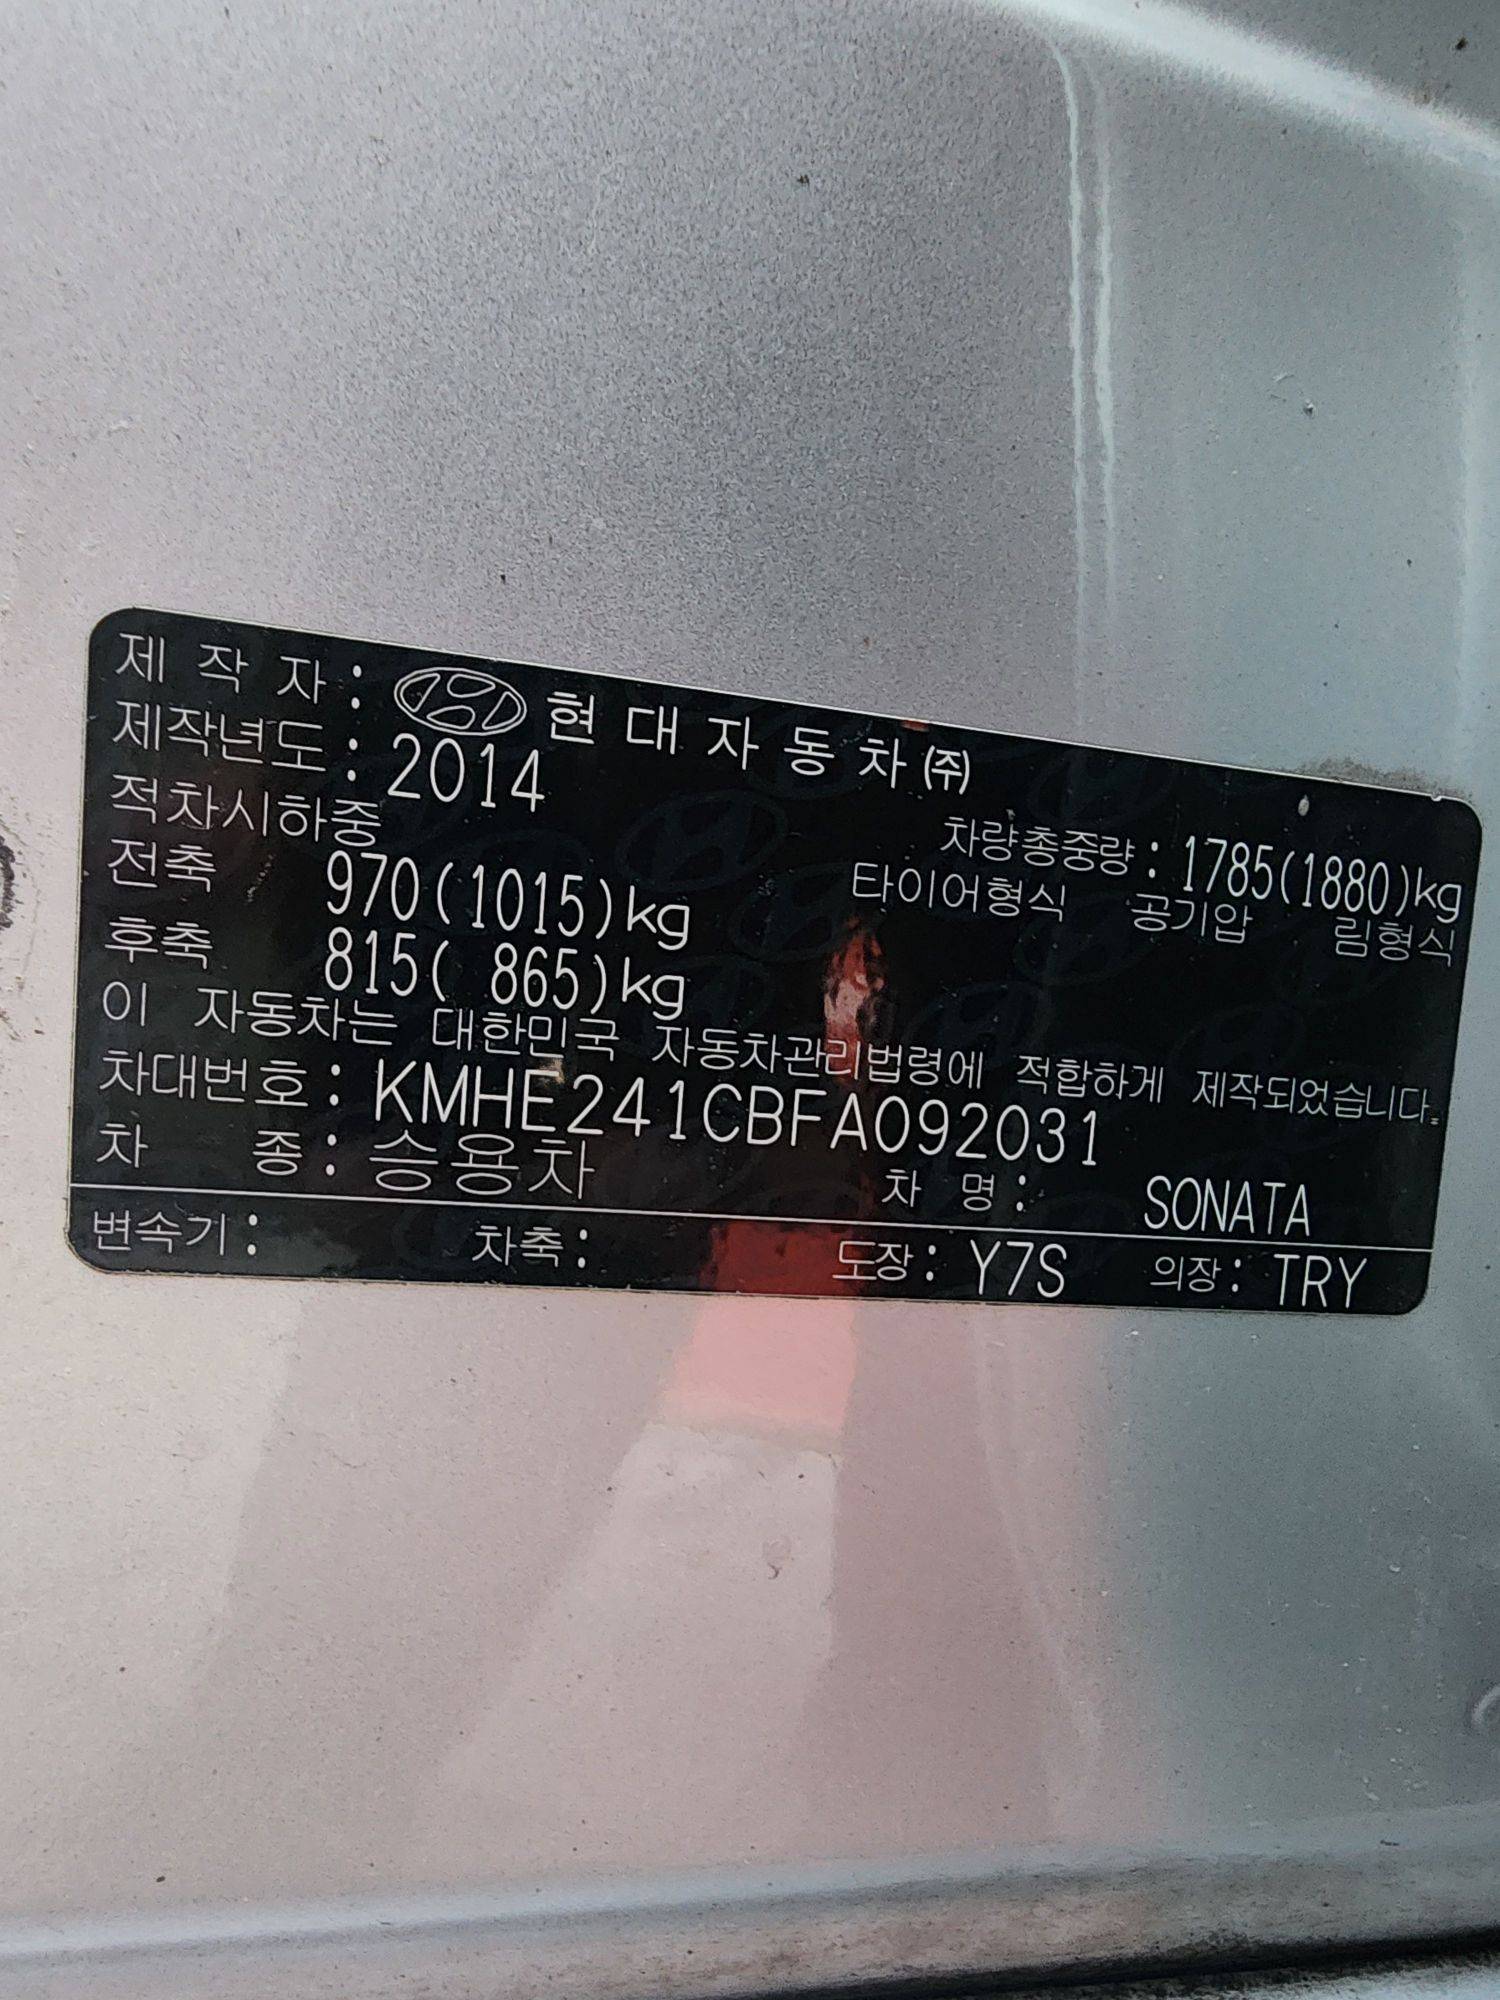 제 작 자 : 현 대 자 동 차 ㈜
제작년도 : 2014
적차시하중 차량총중량 : 1785(1880)kg
전축 970(1015)kg 타이어형식 공기압 림형식
후축 815( 865)kg
이 자동차는 대한민국 자동차관리법령에 적합하게 제작되었습니다.
차대번호 : KMHE241CBFA092031
차 종 : 승용차 차 명 : SONATA
변속기 : 차축 : 도장 : Y7S 의장 : TRY